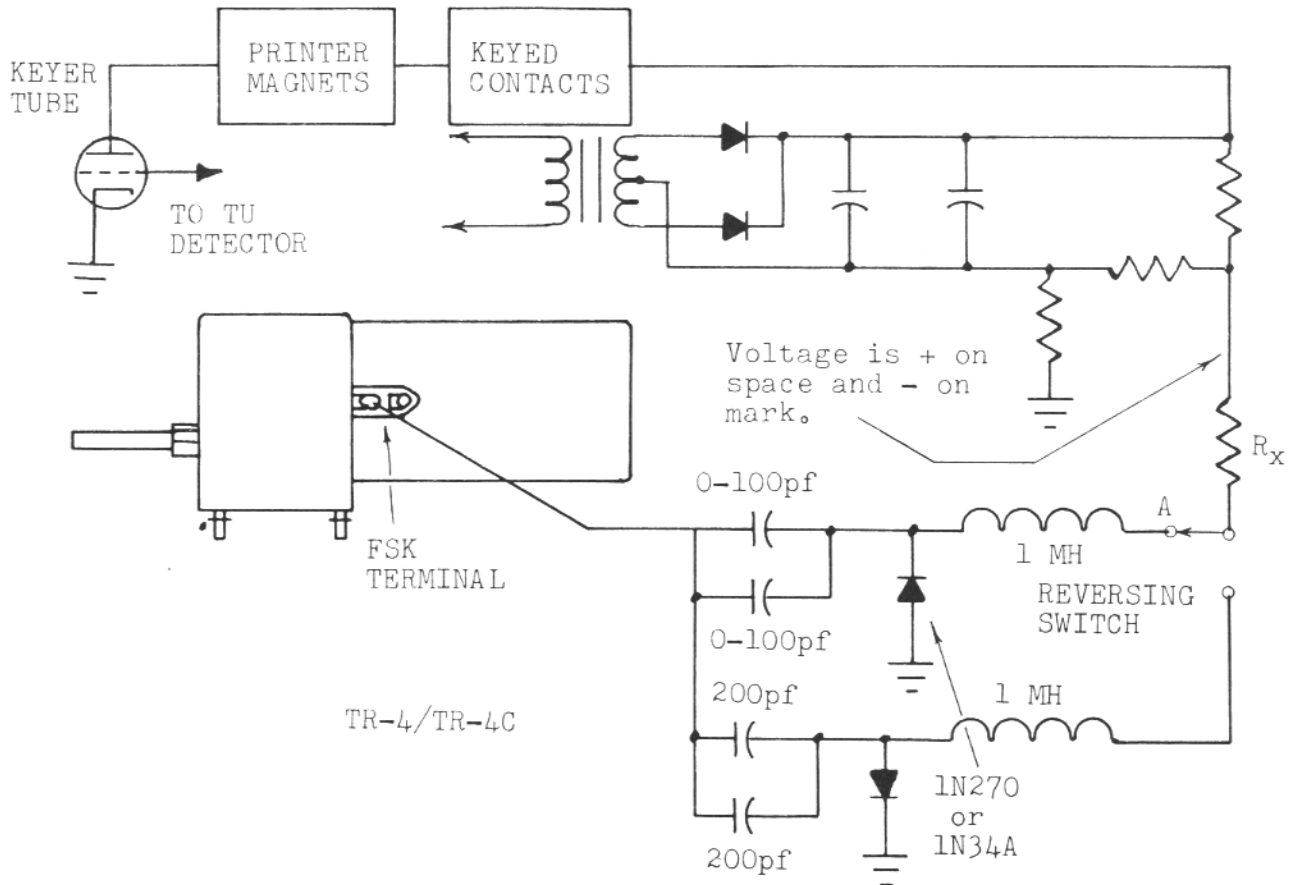 KEYER
TUBE
PRINTER
MAGNETS
KEYED
CONTACTS
TO TU
DETECTOR
Voltage is + on
space and - on
mark.
Rx
A
0-100pf
1 MH
FSK
TERMINAL
REVERSING
SWITCH
0-100pf
200pf
1 MH
TR-4/TR-4C
1N270
or
1N34A
200pf